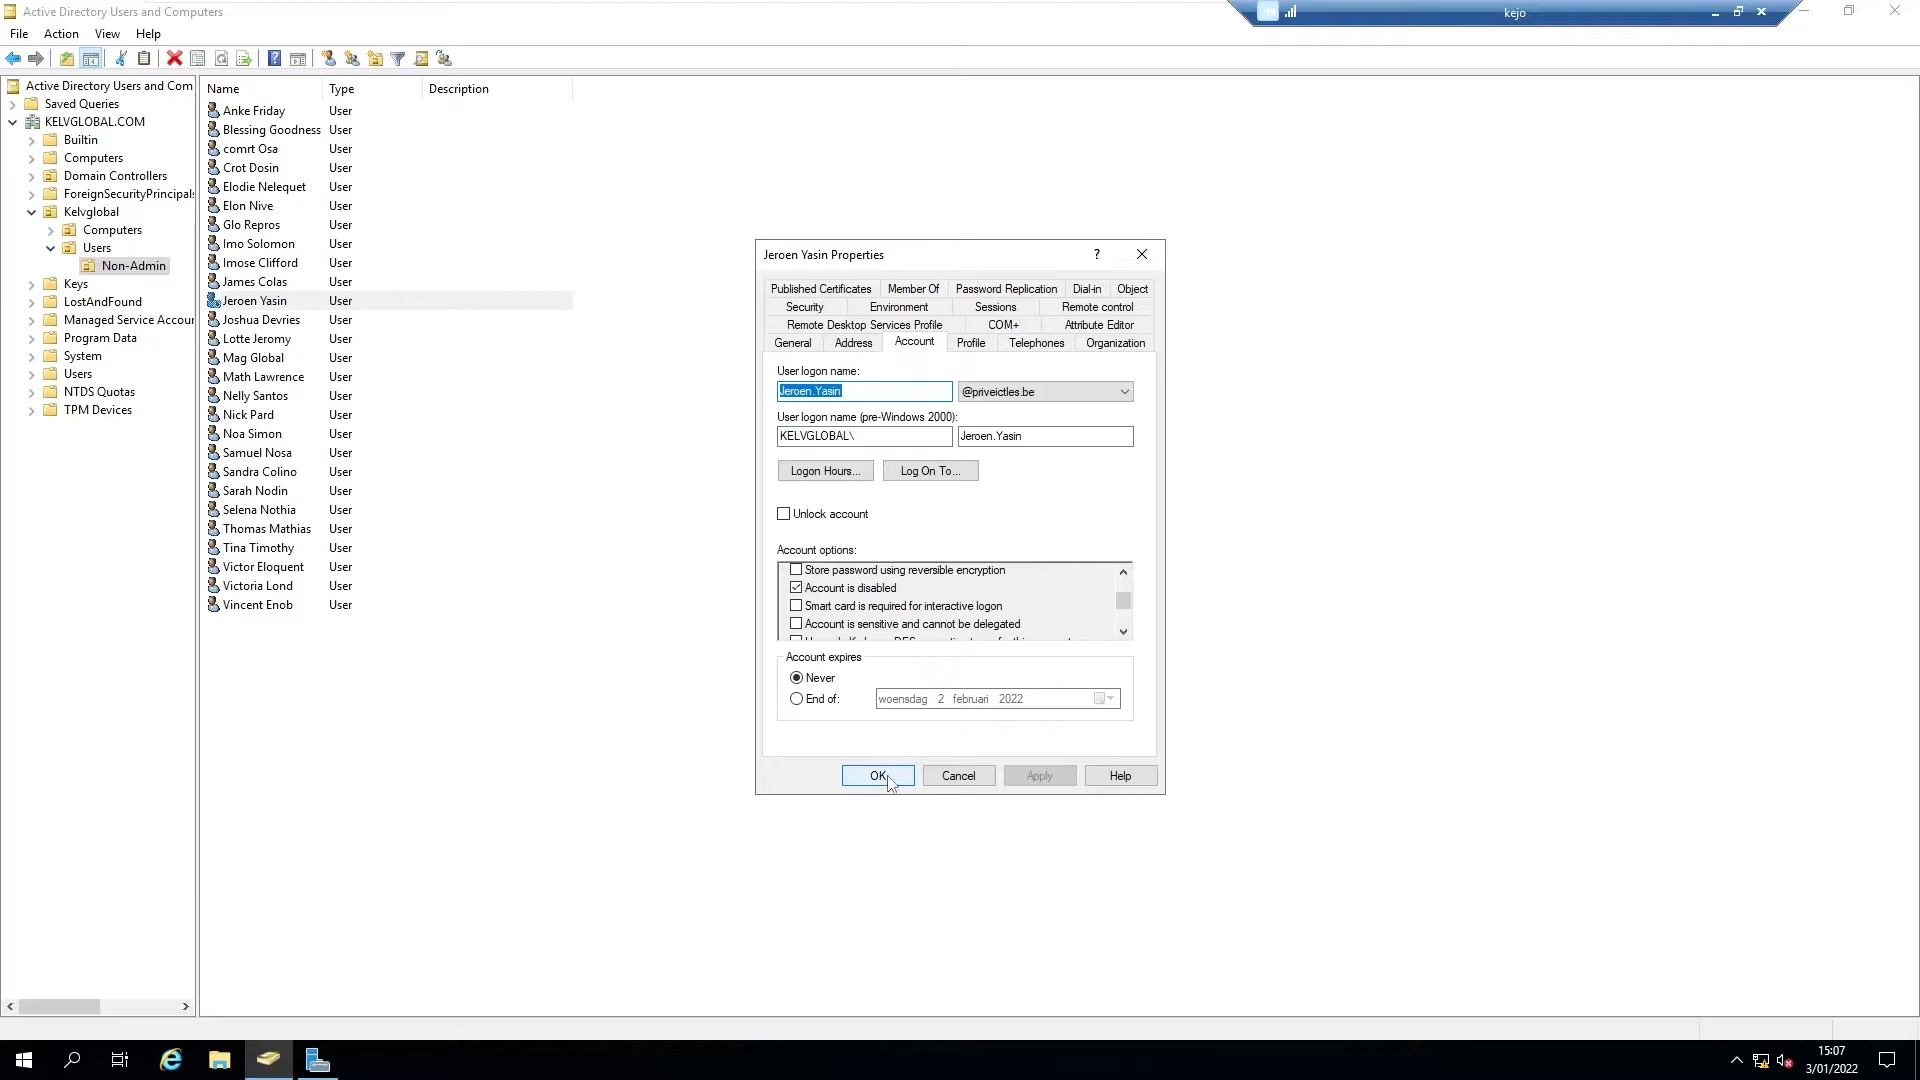 Active Directory Users and Computers
kejo
File Action View Help
Active Directory Users and Com
Saved Queries
KELVGLOBAL.COM
Builtin
Computers
Domain Controllers
ForeignSecurityPrincipals
Kelvglobal
Computers
Users
Non-Admin
Keys
LostAndFound
Managed Service Accour
Program Data
System
Users
NTDS Quotas
TPM Devices
Name Type Description
Anke Friday User
Blessing Goodness User
comrt Osa User
Crot Dosin User
Elodie Nelequet User
Elon Nive User
Glo Repros User
Imo Solomon User
Imose Clifford User
James Colas User
Jeroen Yasin User
Joshua Devries User
Lotte Jeromy User
Mag Global User
Math Lawrence User
Nelly Santos User
Nick Pard User
Noa Simon User
Samuel Nosa User
Sandra Colino User
Sarah Nodin User
Selena Nothia User
Thomas Mathias User
Tina Timothy User
Victor Eloquent User
Victoria Lond User
Vincent Enob User
Jeroen Yasin Properties
Published Certificates Member Of Password Replication Dial-in Object
Security Environment Sessions Remote control
Remote Desktop Services Profile COM+ Attribute Editor
General Address Account Profile Telephones Organization
User logon name:
Jeroen.Yasin @priveictles.be
User logon name (pre-Windows 2000):
KELVGLOBAL\ Jeroen.Yasin
Logon Hours... Log On To...
Unlock account
Account options:
Store password using reversible encryption
Account is disabled
Smart card is required for interactive logon
Account is sensitive and cannot be delegated
Account expires
Never
End of: woensdag 2 februari 2022
OK Cancel Apply Help
15:07
3/01/2022